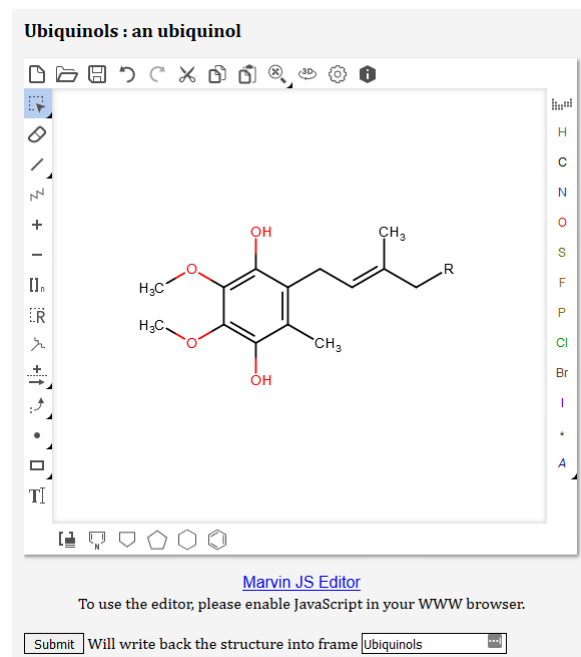 Ubiquinols : an ubiquinol
3D
H
C
N
O
S
F
P
Cl
Br
I
*
A
[]n
R
T
OH
CH3
O
R
H3C
H3C
O
CH3
OH
N
Marvin JS Editor
To use the editor, please enable JavaScript in your WWW browser.
Submit Will write back the structure into frame Ubiquinols